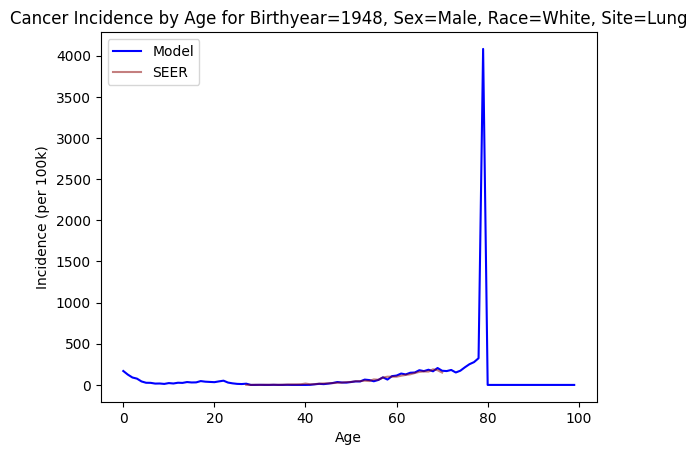 Cancer Incidence by Age for Birthyear=1948, Sex=Male, Race=White, Site=Lung
Model
SEER
4000
3500
3000
2500
2000
1500
1000
500
0
Incidence (per 100k)
0 20 40 60 80 100
Age